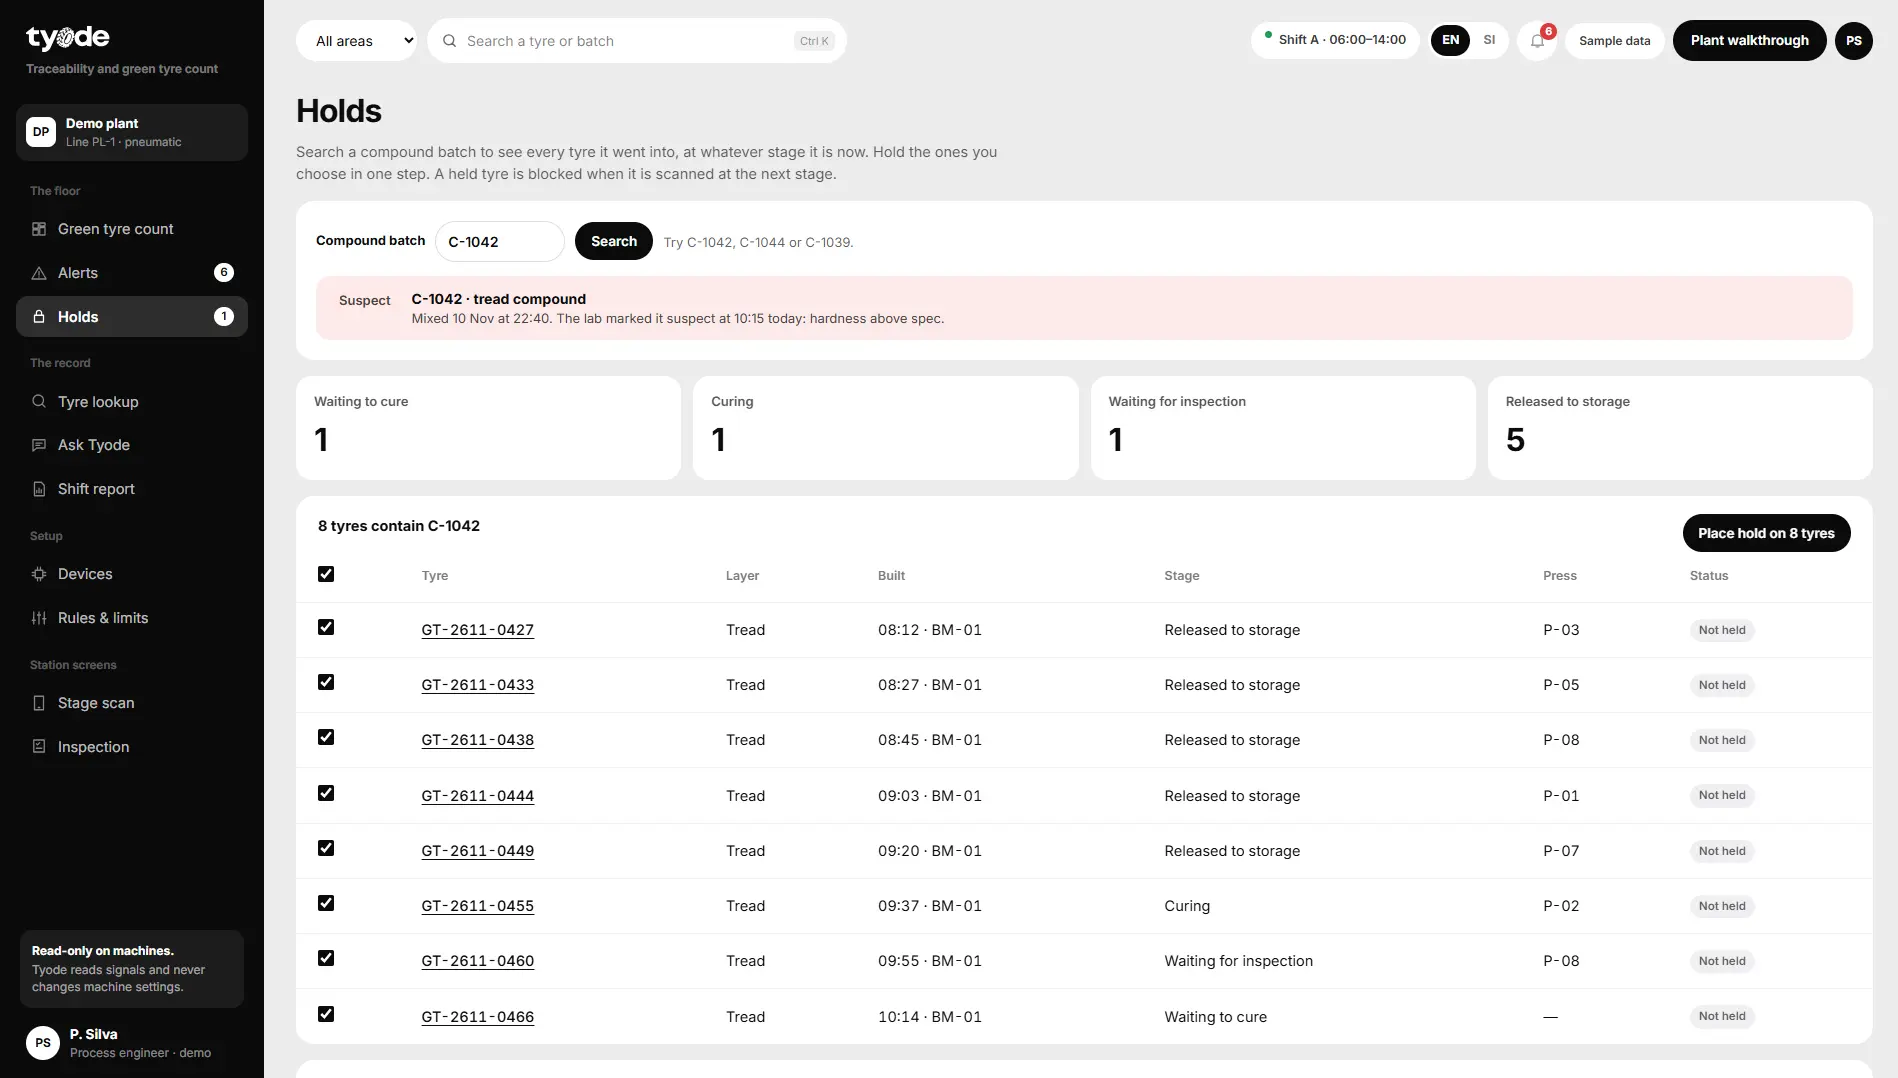 tyode
Traceability and green tyre count
DP
Demo plant
Line PL-1 · pneumatic
The floor
Green tyre count
Alerts
6
Holds
1
The record
Tyre lookup
Ask Tyode
Shift report
Setup
Devices
Rules & limits
Station screens
Stage scan
Inspection
Read-only on machines.
Tyode reads signals and never
changes machine settings.
PS
P. Silva
Process engineer · demo
All areas
Search a tyre or batch
Ctrl K
Shift A · 06:00–14:00
EN
SI
6
Sample data
Plant walkthrough
PS
Holds
Search a compound batch to see every tyre it went into, at whatever stage it is now. Hold the ones you
choose in one step. A held tyre is blocked when it is scanned at the next stage.
Compound batch
C-1042
Search
Try C-1042, C-1044 or C-1039.
Suspect
C-1042 · tread compound
Mixed 10 Nov at 22:40. The lab marked it suspect at 10:15 today: hardness above spec.
Waiting to cure
1
Curing
1
Waiting for inspection
1
Released to storage
5
8 tyres contain C-1042
Place hold on 8 tyres
Tyre Layer Built Stage Press Status
GT-2611-0427 Tread 08:12 · BM-01 Released to storage P-03 Not held
GT-2611-0433 Tread 08:27 · BM-01 Released to storage P-05 Not held
GT-2611-0438 Tread 08:45 · BM-01 Released to storage P-08 Not held
GT-2611-0444 Tread 09:03 · BM-01 Released to storage P-01 Not held
GT-2611-0449 Tread 09:20 · BM-01 Released to storage P-07 Not held
GT-2611-0455 Tread 09:37 · BM-01 Curing P-02 Not held
GT-2611-0460 Tread 09:55 · BM-01 Waiting for inspection P-08 Not held
GT-2611-0466 Tread 10:14 · BM-01 Waiting to cure — Not held